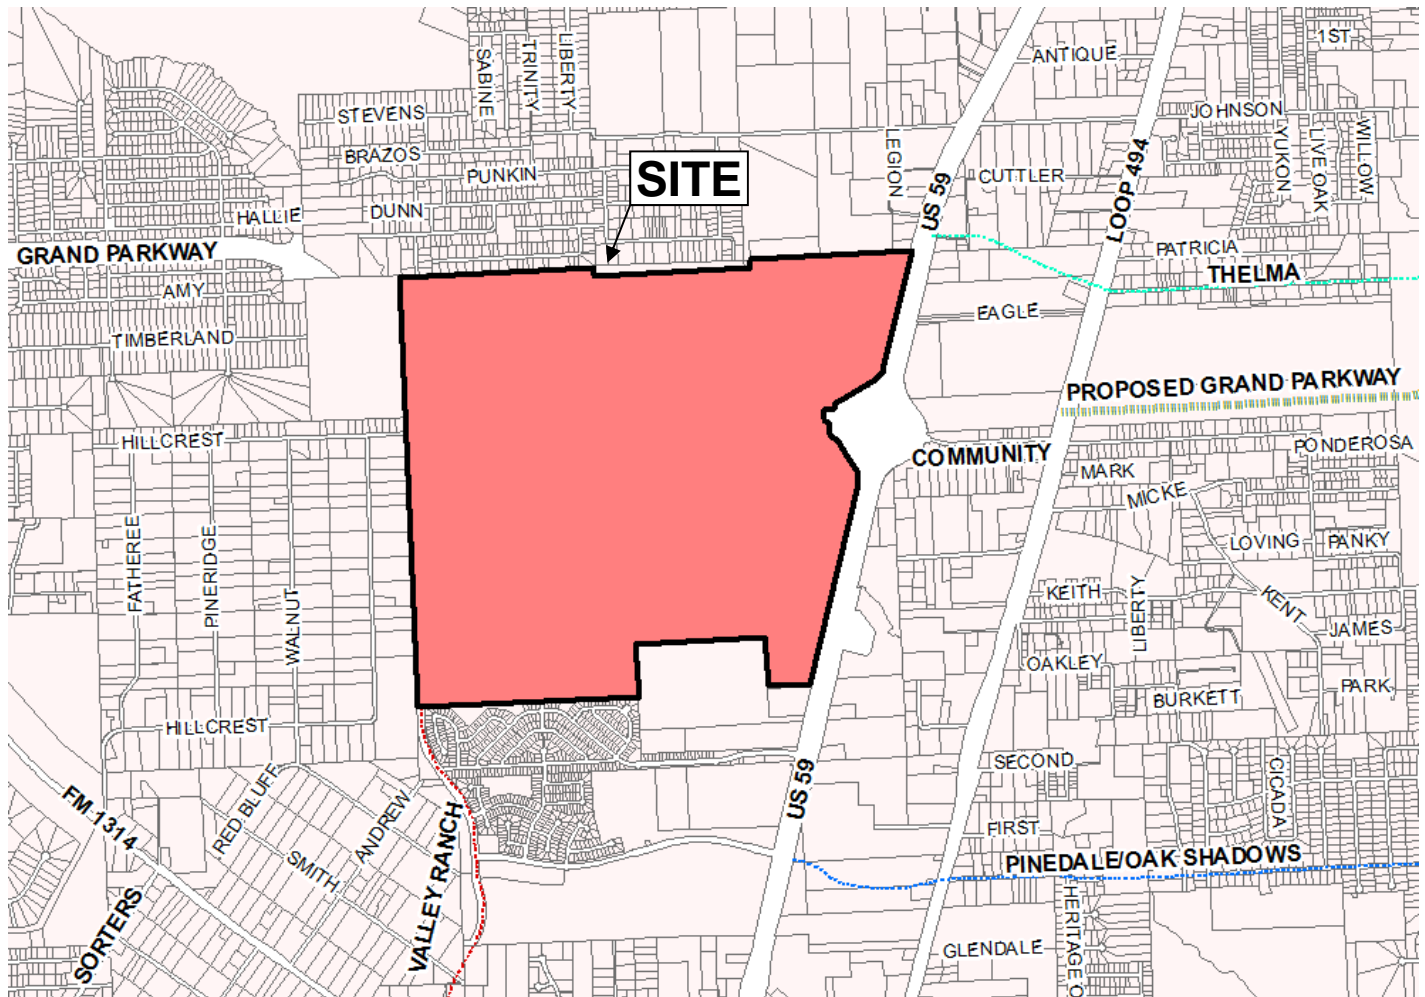 1ST
ANTIQUE
SABINE
TRINITY
LIBERTY
STEVENS
JOHNSON
BRAZOS
LEGION
YUKON
LIVE OAK
WILLOW
PUNKIN
SITE
CUTTLER
LOOP 494
US 59
HALLIE
DUNN
GRAND PARKWAY
PATRICIA
THELMA
AMY
EAGLE
TIMBERLAND
PROPOSED GRAND PARKWAY
HILLCREST
COMMUNITY
PONDEROSA
MARK
MICKE
FATHEREE
PINERIDGE
LOVING
PANKY
WALNUT
KEITH
LIBERTY
KENT
JAMES
OAKLEY
PARK
BURKETT
HILLCREST
SECOND
US 59
CICADA
FM 1314
RED BLUFF
ANDREW
VALLEY RANCH
FIRST
SMITH
PINEDALE/OAK SHADOWS
SORTERS
HERITAGE O
GLENDALE